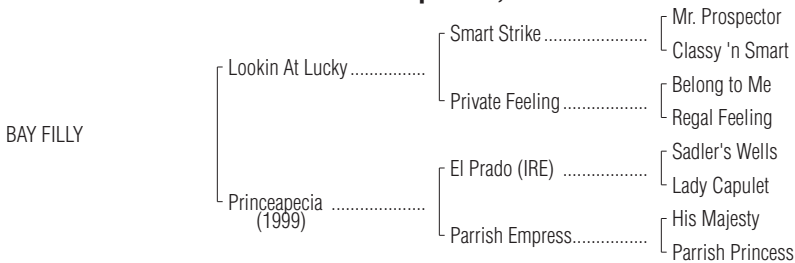 Mr. Prospector
Smart Strike.....................
Classy 'n Smart
Lookin At Lucky................
Belong to Me
Private Feeling.................
Regal Feeling
BAY FILLY
Sadler's Wells
El Prado (IRE) .................
Lady Capulet
Princeapecia ....................
(1999)
His Majesty
Parrish Empress...............
Parrish Princess